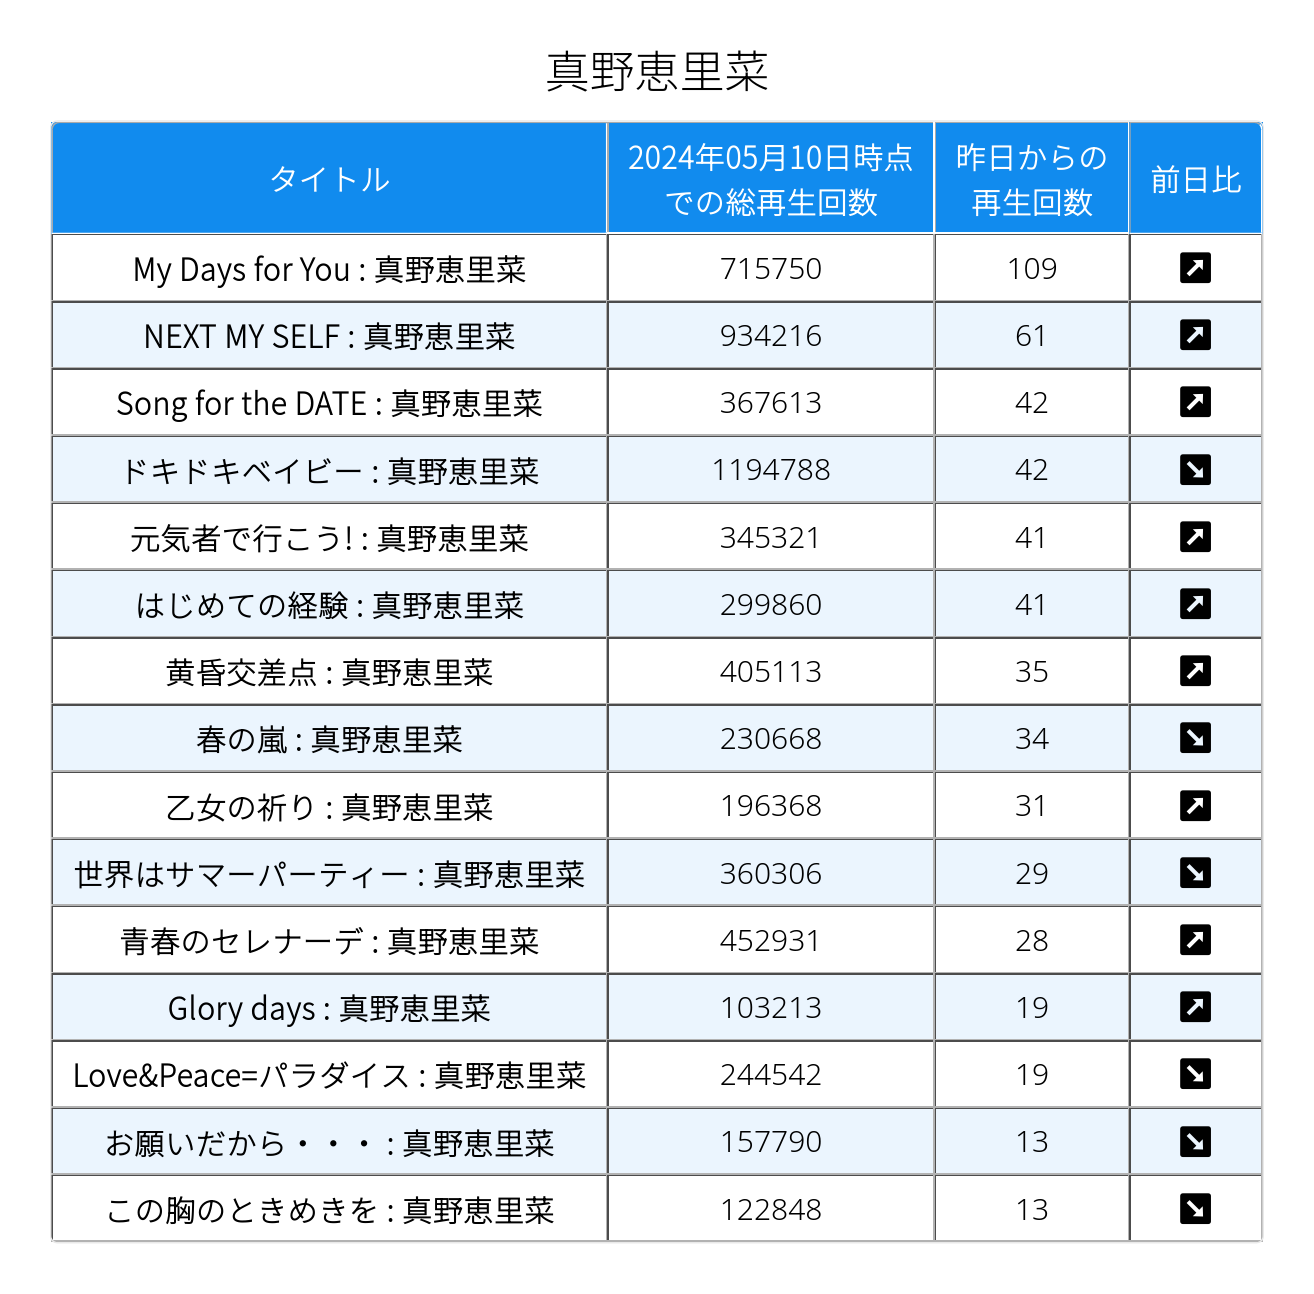 真野恵里菜
タイトル 2024年05月10日時点での総再生回数 昨日からの再生回数 前日比
My Days for You : 真野恵里菜 715750 109 ↗
NEXT MY SELF : 真野恵里菜 934216 61 ↗
Song for the DATE : 真野恵里菜 367613 42 ↗
ドキドキベイビー : 真野恵里菜 1194788 42 ↘
元気者で行こう! : 真野恵里菜 345321 41 ↗
はじめての経験 : 真野恵里菜 299860 41 ↗
黄昏交差点 : 真野恵里菜 405113 35 ↗
春の嵐 : 真野恵里菜 230668 34 ↘
乙女の祈り : 真野恵里菜 196368 31 ↗
世界はサマーパーティー : 真野恵里菜 360306 29 ↘
青春のセレナーデ : 真野恵里菜 452931 28 ↗
Glory days : 真野恵里菜 103213 19 ↗
Love&Peace=パラダイス : 真野恵里菜 244542 19 ↘
お願いだから・・・ : 真野恵里菜 157790 13 ↘
この胸のときめきを : 真野恵里菜 122848 13 ↘